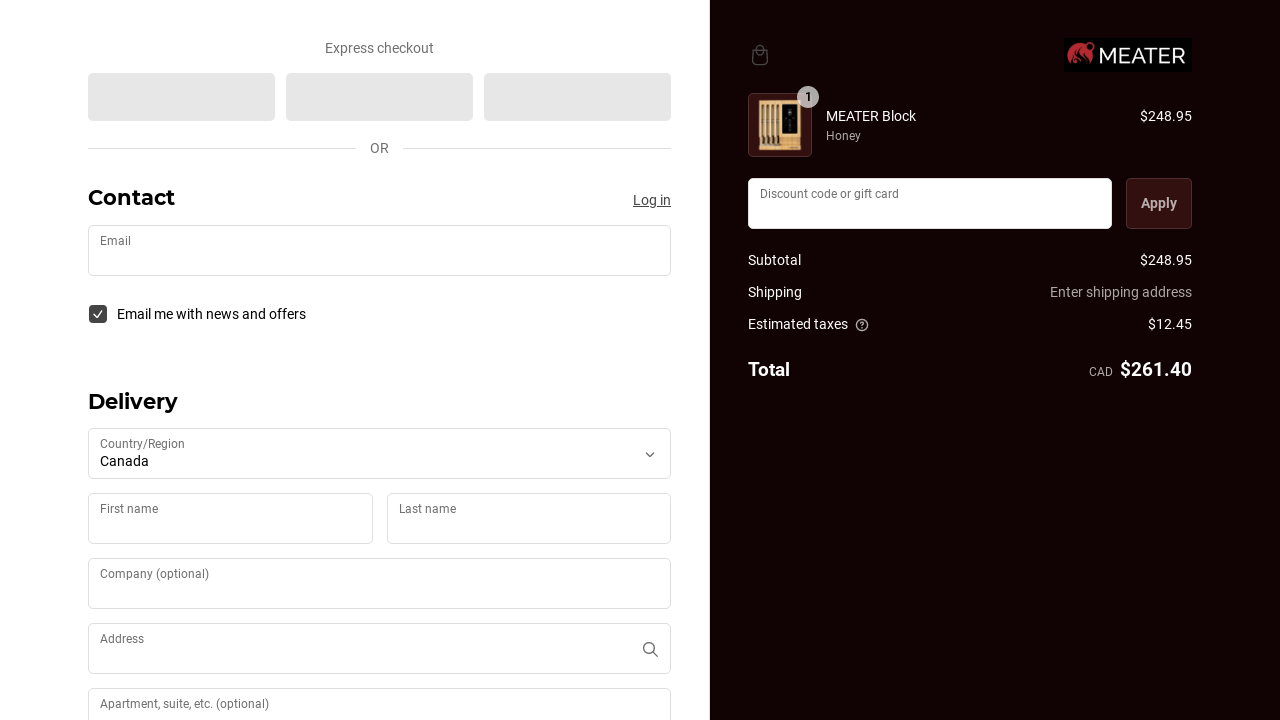 Express checkout
OR
Contact
Log in
Email
Email me with news and offers
Delivery
Country/Region
Canada
First name
Last name
Company (optional)
Address
Apartment, suite, etc. (optional)
MEATER
1
MEATER Block
$248.95
Honey
Discount code or gift card
Apply
Subtotal
$248.95
Shipping
Enter shipping address
Estimated taxes
$12.45
Total
CAD $261.40